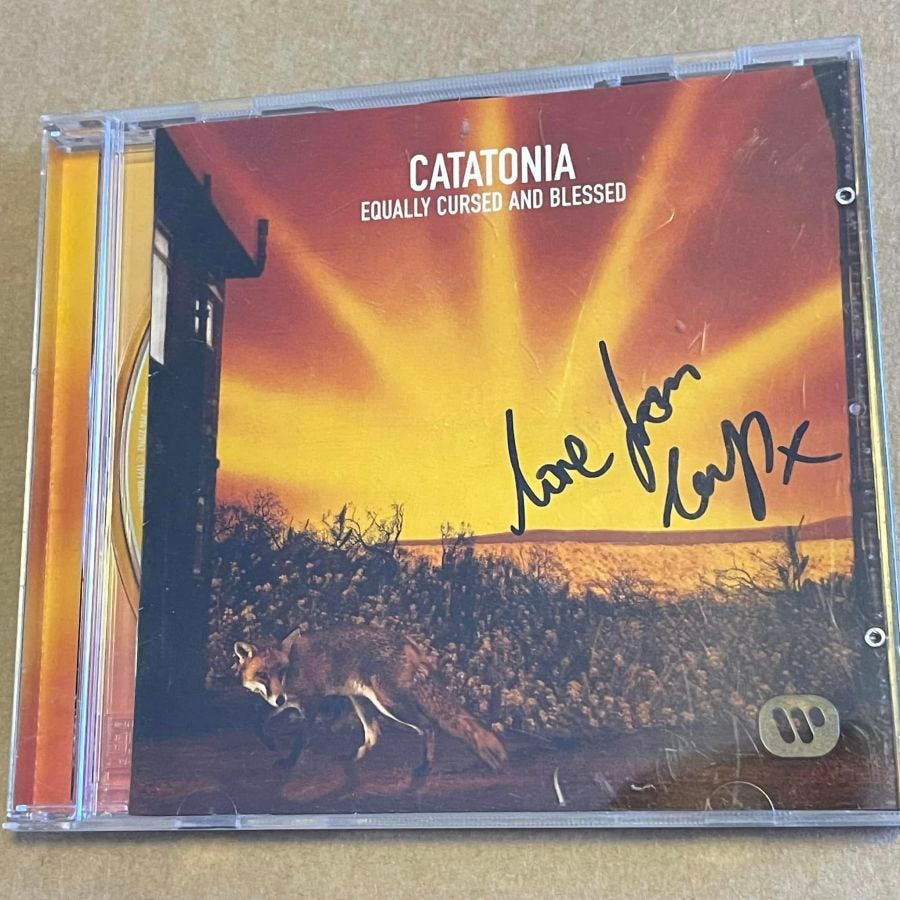 CATATONIA
EQUALLY CURSED AND BLESSED
love from
x